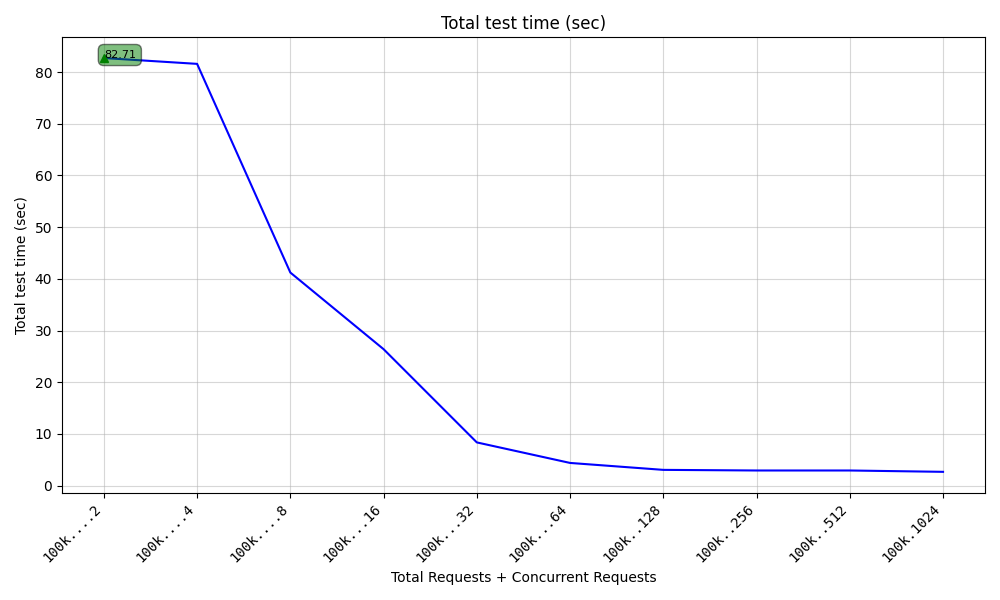 Total test time (sec)
82.71
Total test time (sec)
80
70
60
50
40
30
20
10
0
100k....2
100k....4
100k....8
100k...16
100k...32
100k...64
100k..128
100k..256
100k..512
100k.1024
Total Requests + Concurrent Requests